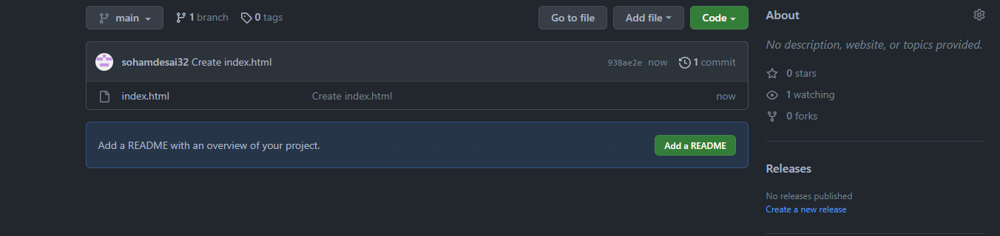 main 1 branch 0 tags Go to file Add file Code
sohamdesai32 Create index.html 938ae2e now 1 commit
index.html Create index.html now
Add a README with an overview of your project. Add a README
About
No description, website, or topics provided.
0 stars
1 watching
0 forks
Releases
No releases published
Create a new release